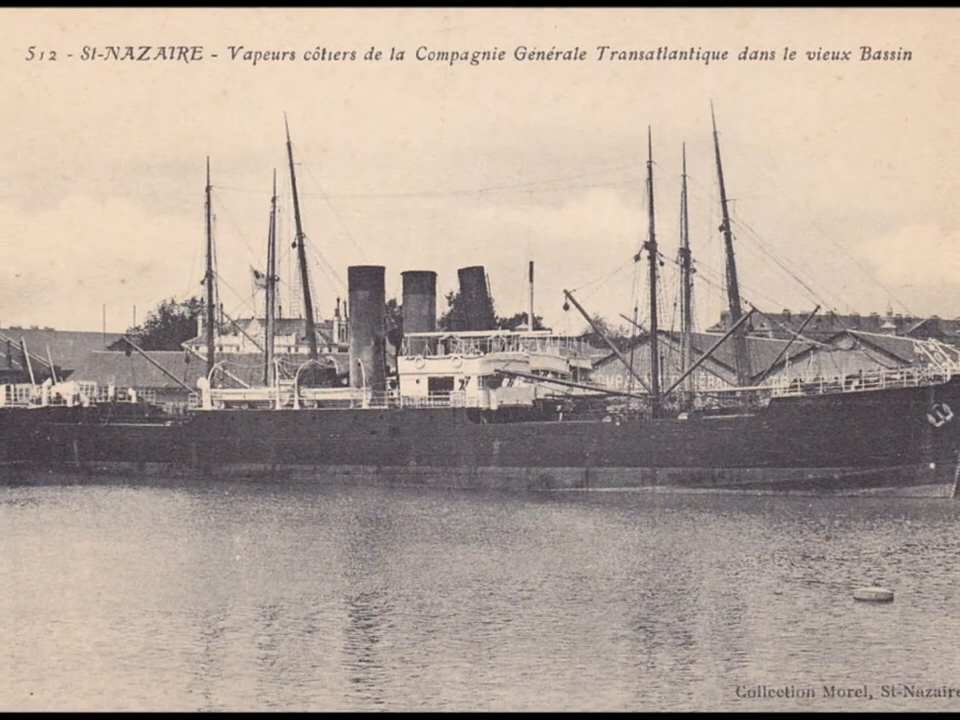 512 - St-NAZAIRE - Vapeurs côtiers de la Compagnie Générale Transatlantique dans le vieux Bassin
Collection Morel, St-Nazaire